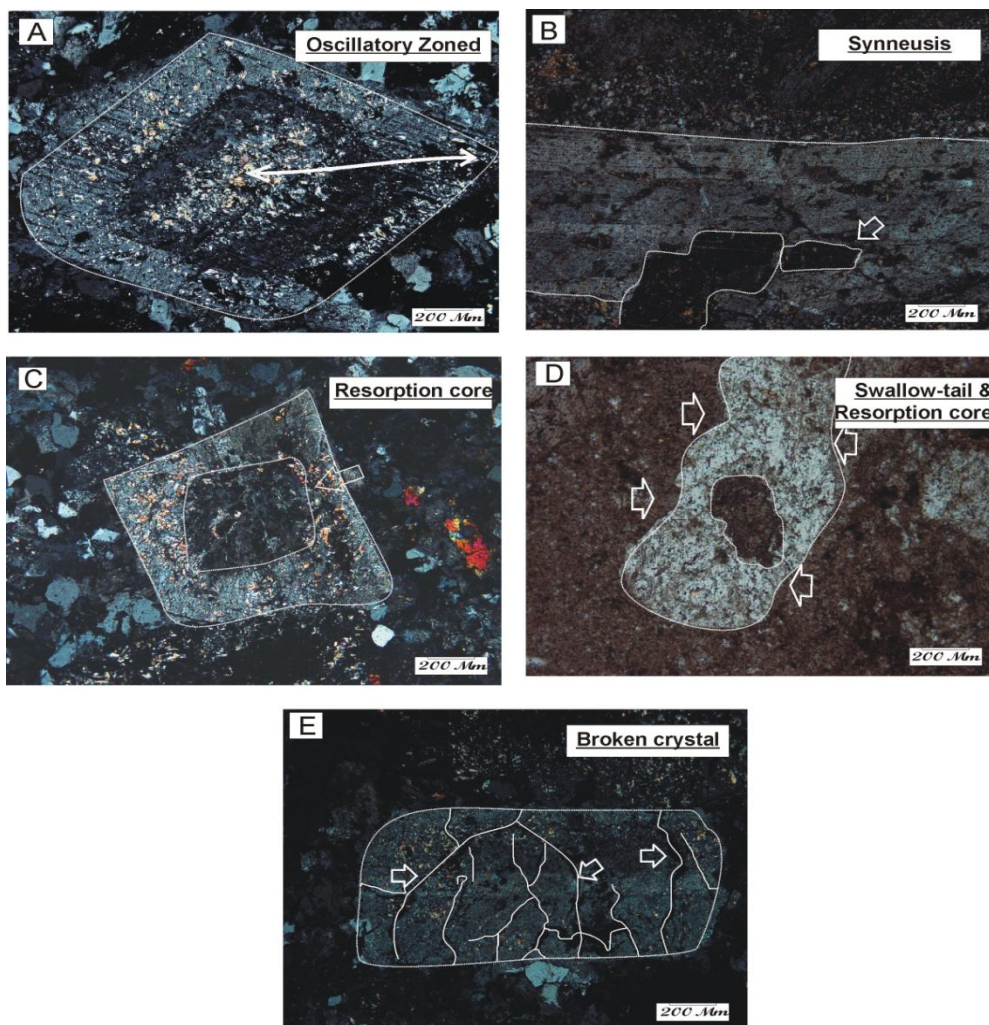 A
Oscillatory Zoned
200 Mm
B
Synneusis
200 Mm
C
Resorption core
200 Mm
D
Swallow-tail &
Resorption core
200 Mm
E
Broken crystal
200 Mm